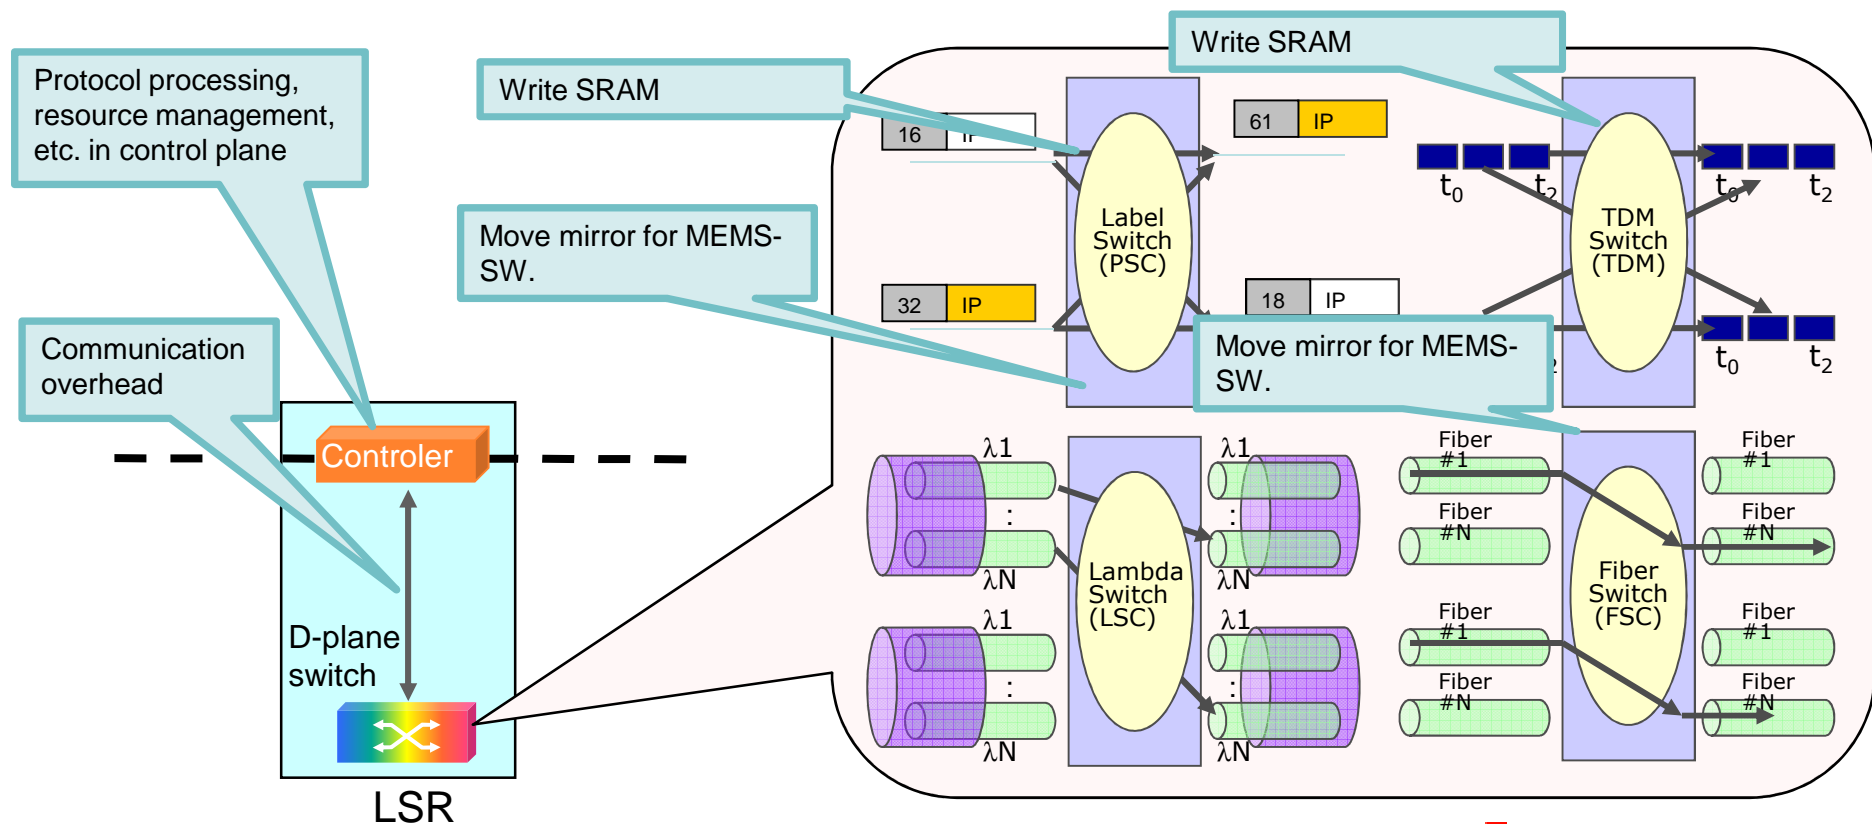 Protocol processing,
resource management,
etc. in control plane
Communication
overhead
Controler
D-plane
switch
LSR
Write SRAM
Move mirror for MEMS-
SW.
16 IP
32 IP
Label
Switch
(PSC)
61 IP
18 IP
Write SRAM
t0 t2
TDM
Switch
(TDM)
t0 t2
t0 t2
Move mirror for MEMS-
SW.
2
λ1
:
λN
λ1
:
λN
Lambda
Switch
(LSC)
λ1
:
λN
λ1
:
λN
Fiber
#1
Fiber
#N
Fiber
#1
Fiber
#N
Fiber
Switch
(FSC)
Fiber
#1
Fiber
#N
Fiber
#1
Fiber
#N